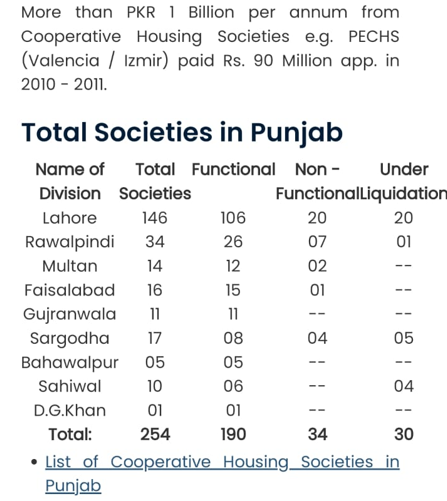 More than PKR 1 Billion per annum from
Cooperative Housing Societies e.g. PECHS
(Valencia / Izmir) paid Rs. 90 Million app. in
2010 - 2011.
Total Societies in Punjab
Name of Total Functional Non - Under
Division Societies Functional Liquidation
Lahore 146 106 20 20
Rawalpindi 34 26 07 01
Multan 14 12 02 --
Faisalabad 16 15 01 --
Gujranwala 11 11 -- --
Sargodha 17 08 04 05
Bahawalpur 05 05 -- --
Sahiwal 10 06 -- 04
D.G.Khan 01 01 -- --
Total: 254 190 34 30
• List of Cooperative Housing Societies in
Punjab